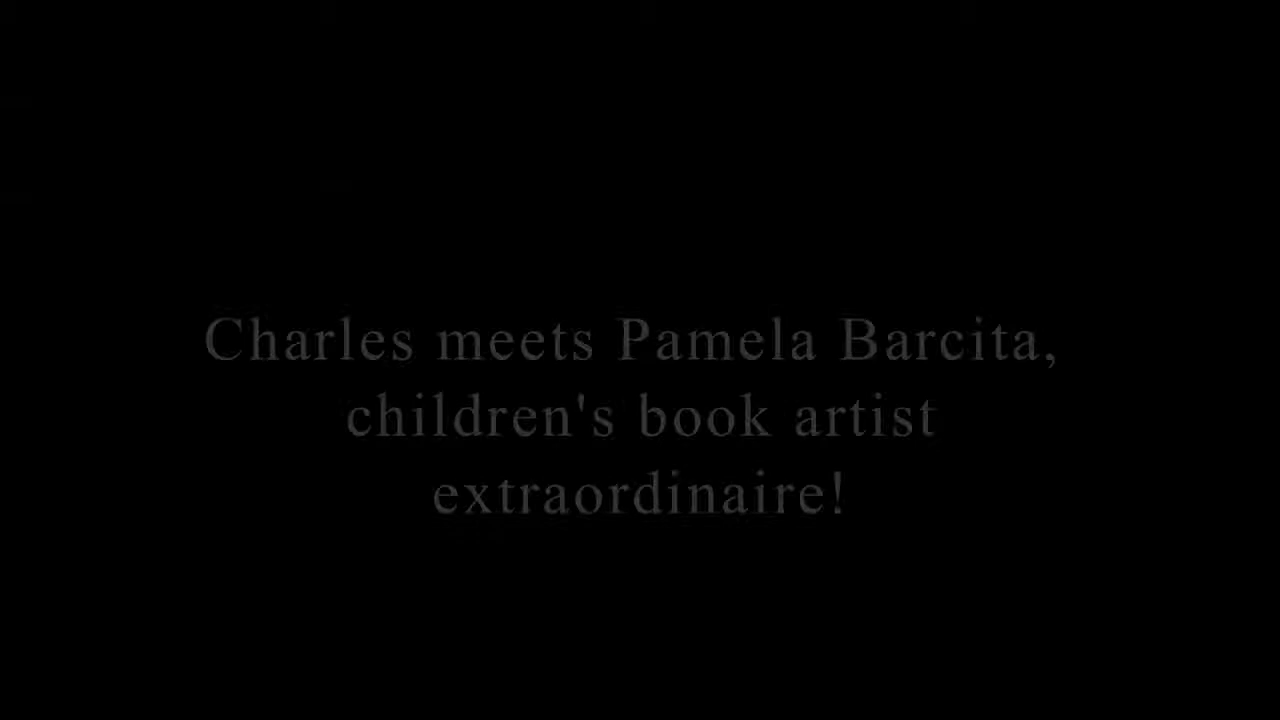 Charles meets Pamela Barcita,
children's book artist
extraordinaire!